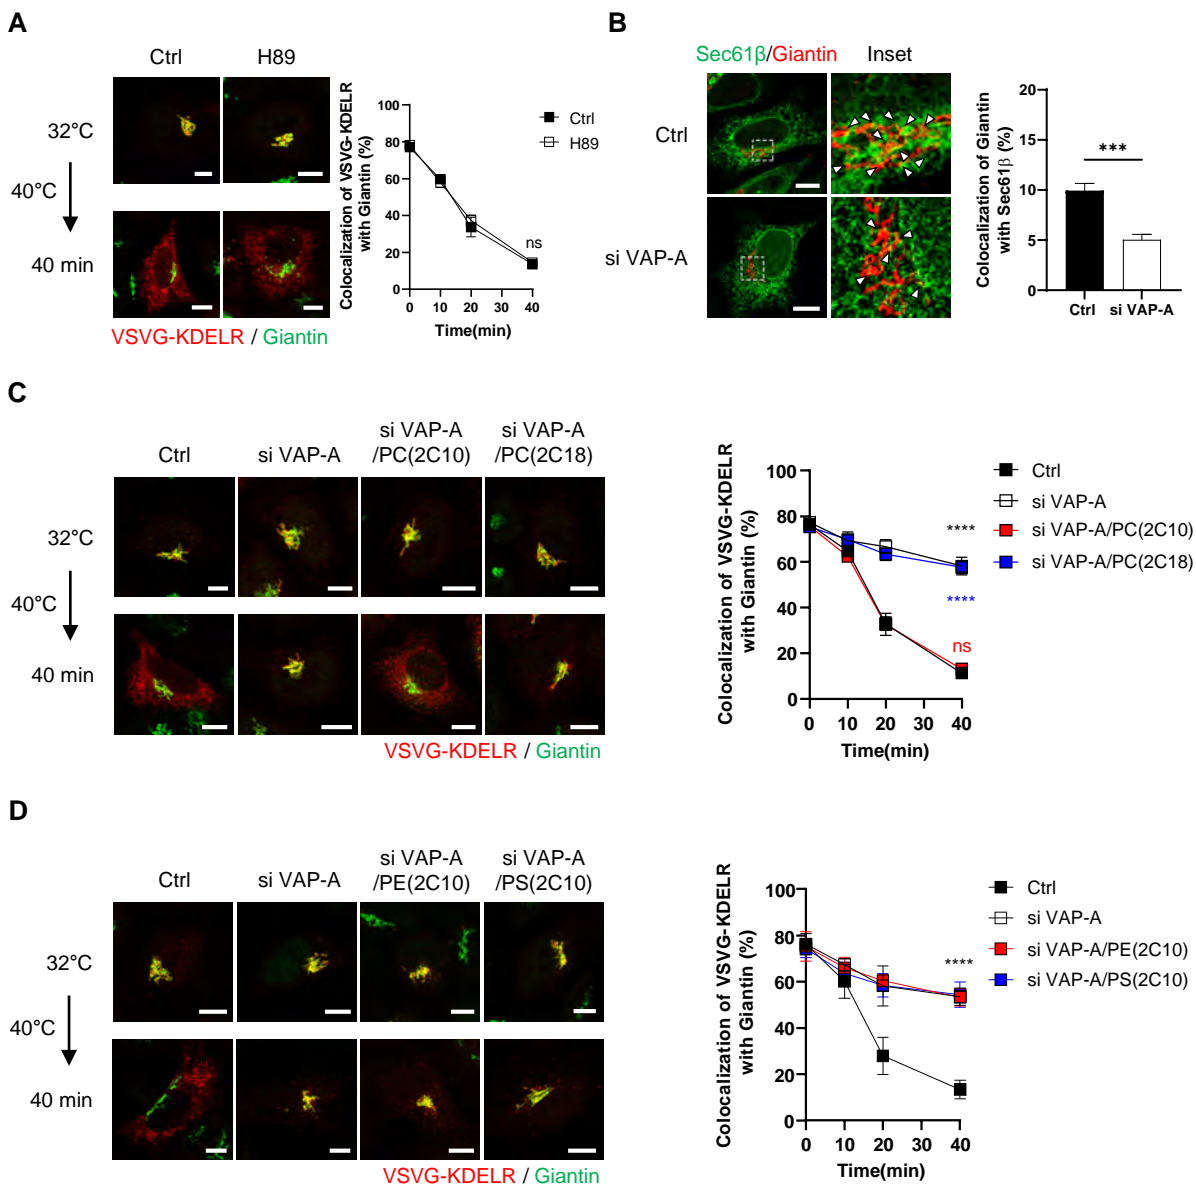 A
Ctrl
H89
32°C
40°C
40 min
VSVG-KDELR / Giantin
Colocalization of VSVG-KDELR
with Giantin (%)
100
80
60
40
20
0
0
10
20
30
40
Time(min)
ns
Ctrl
H89
B
Sec61β/Giantin
Inset
Ctrl
si VAP-A
Colocalization of Giantin
with Sec61β (%)
20
15
10
5
0
***
Ctrl
si VAP-A
C
Ctrl
si VAP-A
si VAP-A
/PC(2C10)
si VAP-A
/PC(2C18)
32°C
40°C
40 min
VSVG-KDELR / Giantin
Colocalization of VSVG-KDELR
with Giantin (%)
100
80
60
40
20
0
0
10
20
30
40
Time(min)
****
****
ns
Ctrl
si VAP-A
si VAP-A/PC(2C10)
si VAP-A/PC(2C18)
D
Ctrl
si VAP-A
si VAP-A
/PE(2C10)
si VAP-A
/PS(2C10)
32°C
40°C
40 min
VSVG-KDELR / Giantin
Colocalization of VSVG-KDELR
with Giantin (%)
100
80
60
40
20
0
0
10
20
30
40
Time(min)
****
Ctrl
si VAP-A
si VAP-A/PE(2C10)
si VAP-A/PS(2C10)